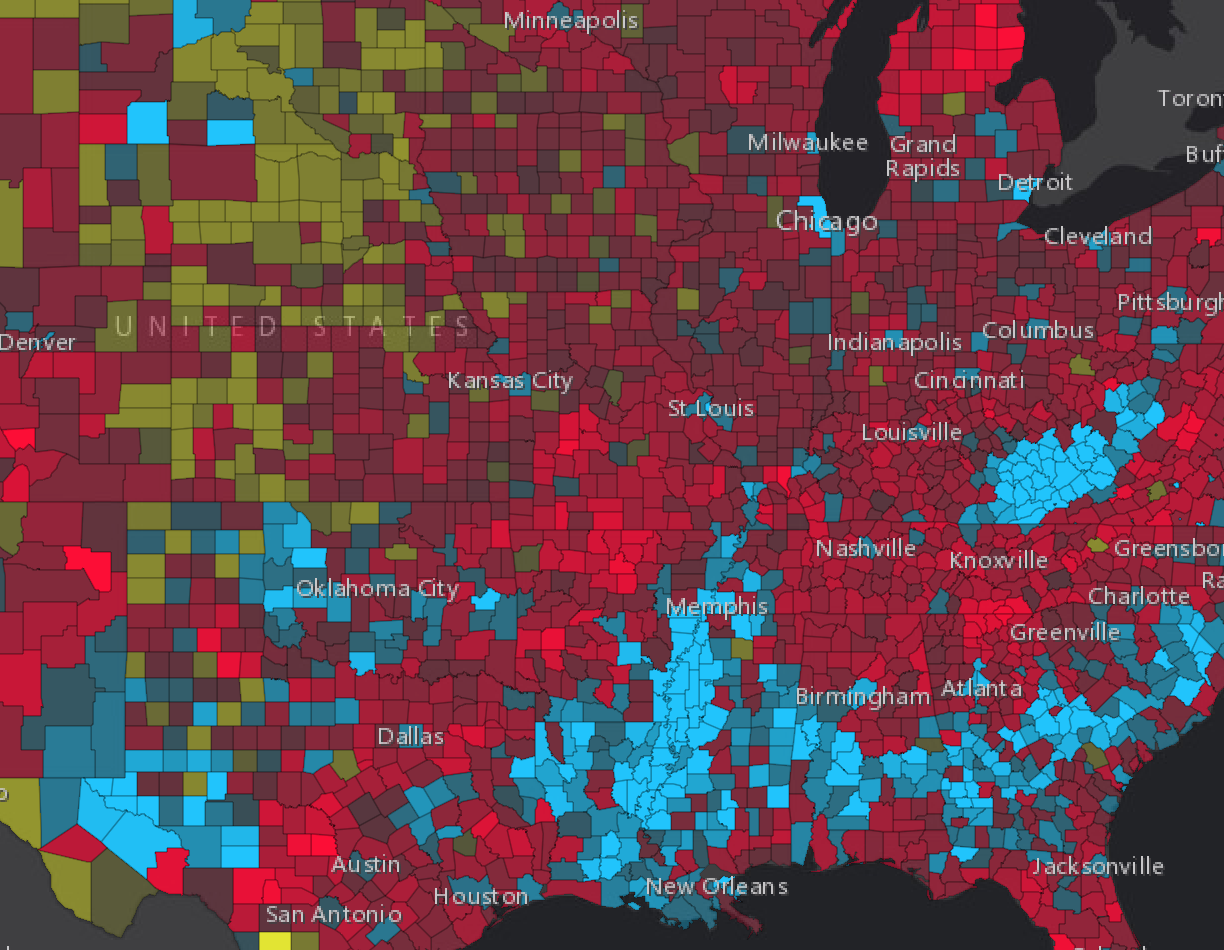 Minneapolis
Toron
Milwaukee
Grand
Rapids
Buf
Detroit
Chicago
Cleveland
Pittsburgh
UNITED STATES
Denver
Indianapolis
Columbus
Kansas City
Cincinnati
St Louis
Louisville
Nashville
Knoxville
Greensbor
Oklahoma City
Ra
Memphis
Charlotte
Greenville
Birmingham
Atlanta
Dallas
o
Austin
Jacksonville
Houston
New Orleans
San Antonio